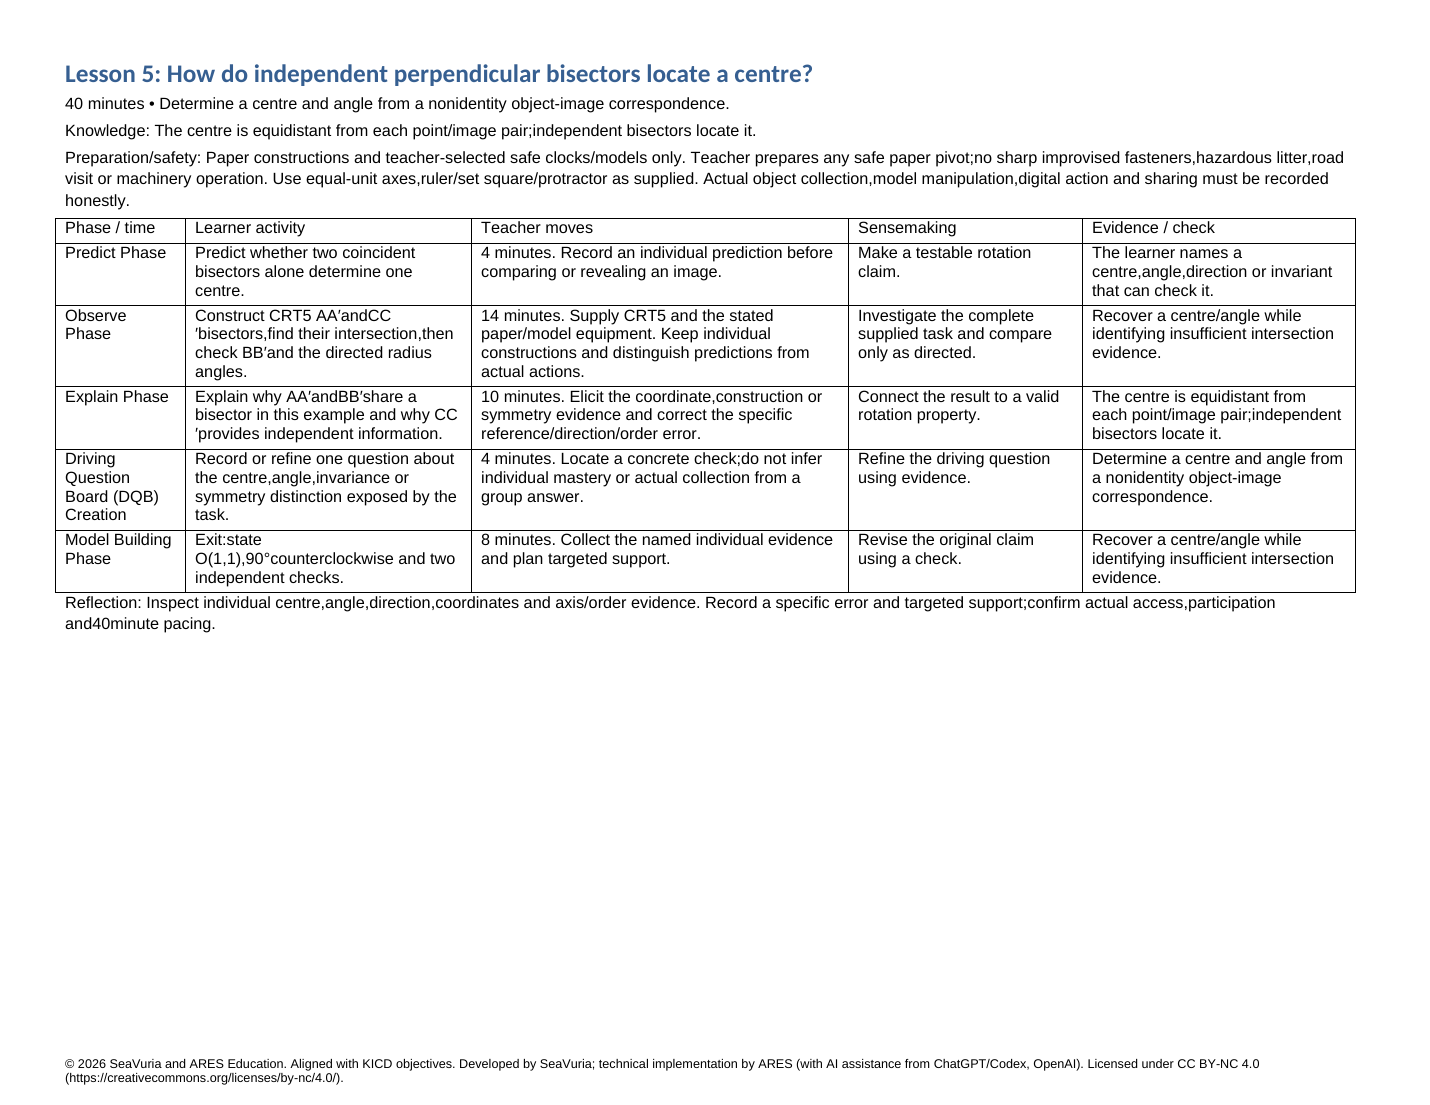 Lesson 5: How do independent perpendicular bisectors locate a centre?
40 minutes • Determine a centre and angle from a nonidentity object-image correspondence.
Knowledge: The centre is equidistant from each point/image pair;independent bisectors locate it.
Preparation/safety: Paper constructions and teacher-selected safe clocks/models only. Teacher prepares any safe paper pivot;no sharp improvised fasteners,hazardous litter,road
visit or machinery operation. Use equal-unit axes,ruler/set square/protractor as supplied. Actual object collection,model manipulation,digital action and sharing must be recorded
honestly.
Phase / time
Learner activity
Teacher moves
Sensemaking
Evidence / check
Predict Phase
Predict whether two coincident
bisectors alone determine one
centre.
4 minutes. Record an individual prediction before
comparing or revealing an image.
Make a testable rotation
claim.
The learner names a
centre,angle,direction or invariant
that can check it.
Observe
Phase
Construct CRT5 AA′andCC
′bisectors,find their intersection,then
check BB′and the directed radius
angles.
14 minutes. Supply CRT5 and the stated
paper/model equipment. Keep individual
constructions and distinguish predictions from
actual actions.
Investigate the complete
supplied task and compare
only as directed.
Recover a centre/angle while
identifying insufficient intersection
evidence.
Explain Phase
Explain why AA′andBB′share a
bisector in this example and why CC
′provides independent information.
10 minutes. Elicit the coordinate,construction or
symmetry evidence and correct the specific
reference/direction/order error.
Connect the result to a valid
rotation property.
The centre is equidistant from
each point/image pair;independent
bisectors locate it.
Driving
Question
Board (DQB)
Creation
Record or refine one question about
the centre,angle,invariance or
symmetry distinction exposed by the
task.
4 minutes. Locate a concrete check;do not infer
individual mastery or actual collection from a
group answer.
Refine the driving question
using evidence.
Determine a centre and angle from
a nonidentity object-image
correspondence.
Model Building
Phase
Exit:state
O(1,1),90°counterclockwise and two
independent checks.
8 minutes. Collect the named individual evidence
and plan targeted support.
Revise the original claim
using a check.
Recover a centre/angle while
identifying insufficient intersection
evidence.
Reflection: Inspect individual centre,angle,direction,coordinates and axis/order evidence. Record a specific error and targeted support;confirm actual access,participation
and40minute pacing.
© 2026 SeaVuria and ARES Education. Aligned with KICD objectives. Developed by SeaVuria; technical implementation by ARES (with AI assistance from ChatGPT/Codex, OpenAI). Licensed under CC BY-NC 4.0
(https://creativecommons.org/licenses/by-nc/4.0/).